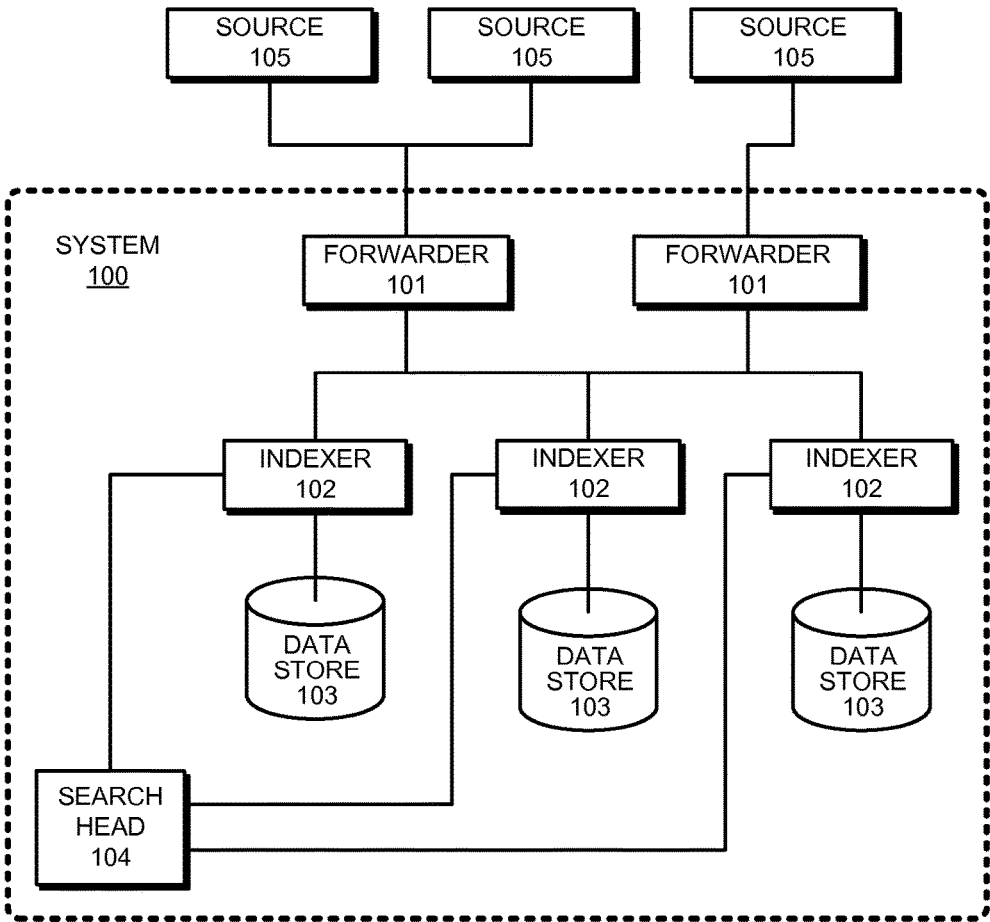 SOURCE
105
SOURCE
105
SOURCE
105
SYSTEM
100
FORWARDER
101
FORWARDER
101
INDEXER
102
INDEXER
102
INDEXER
102
DATA
STORE
103
DATA
STORE
103
DATA
STORE
103
SEARCH
HEAD
104